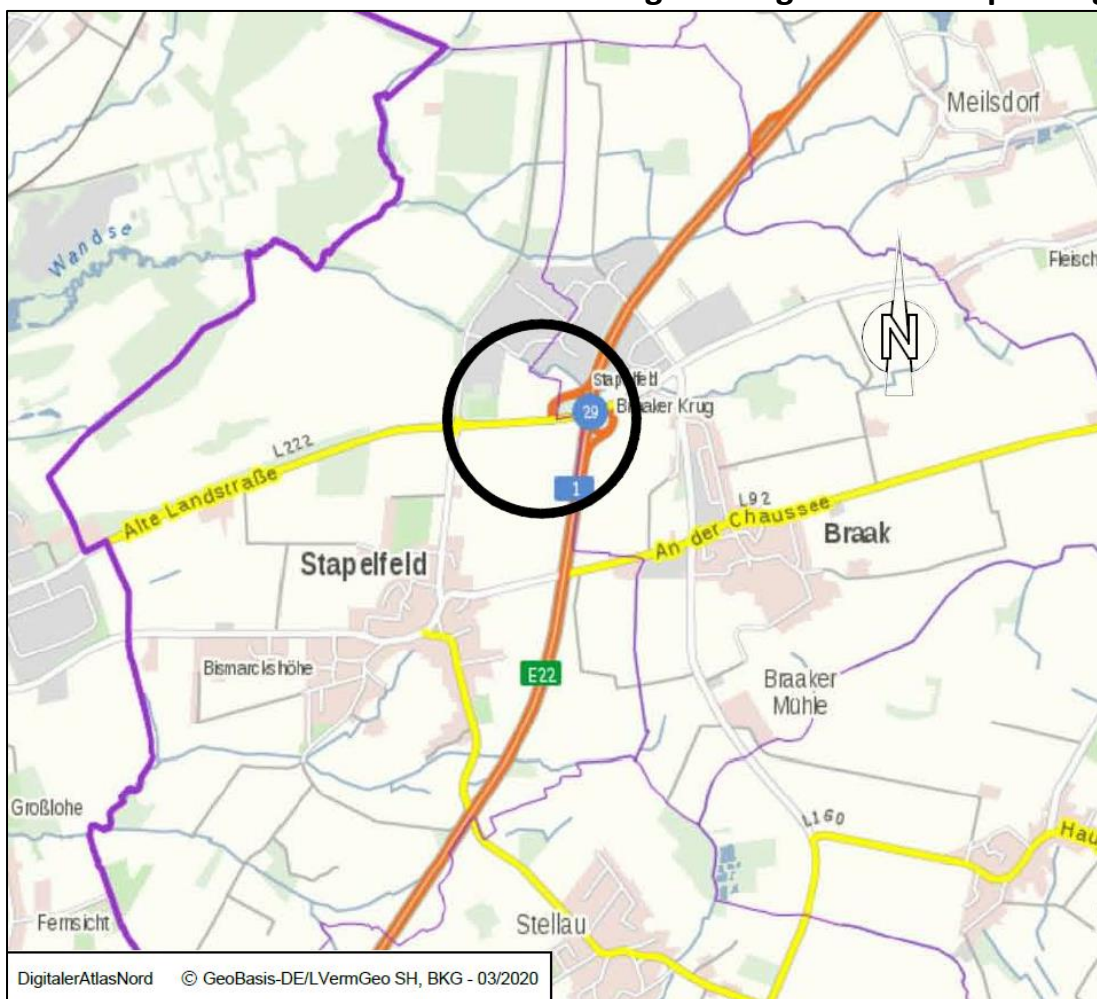 Meilsdorf
Wandse
Fleisch
N
Stapelfeld
29
Braaker Krug
L222
Alte Landstraße
1
L92
An der Chaussee
Braak
Stapelfeld
Bismarckshöhe
E22
Braaker
Mühle
Großlohe
L160
Hau
Fernsicht
Stellau
DigitalerAtlasNord © GeoBasis-DE/LVermGeo SH, BKG - 03/2020